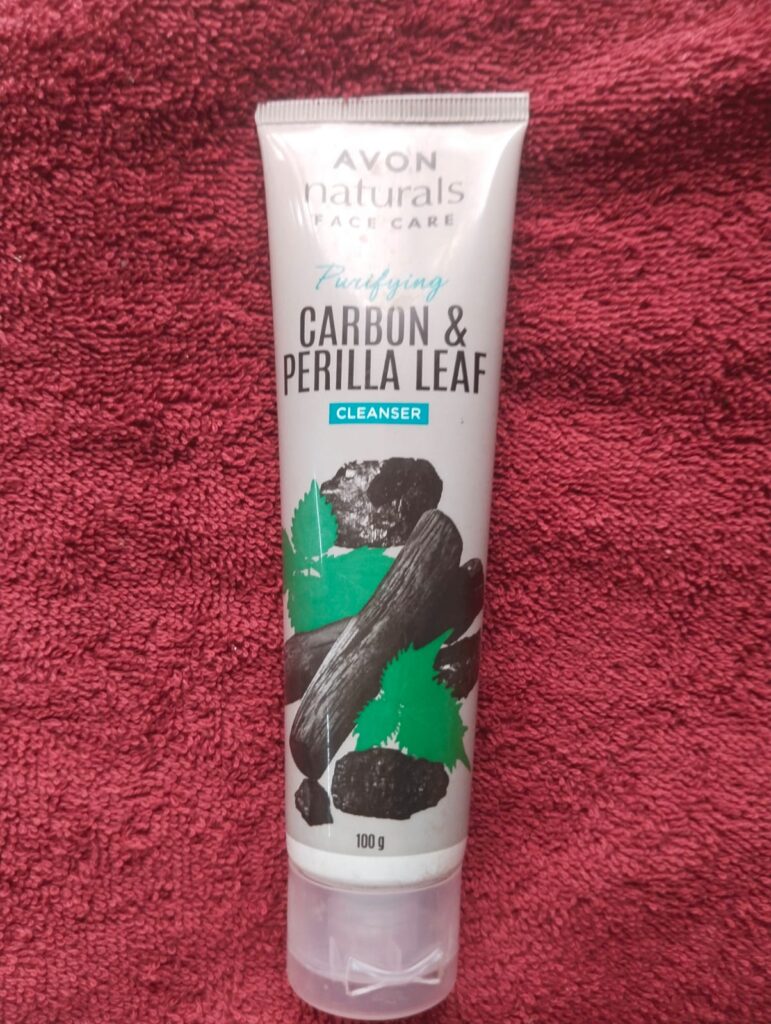 AVON
naturals
FACE CARE
Purifying
CARBON &
PERILLA LEAF
CLEANSER
100 g